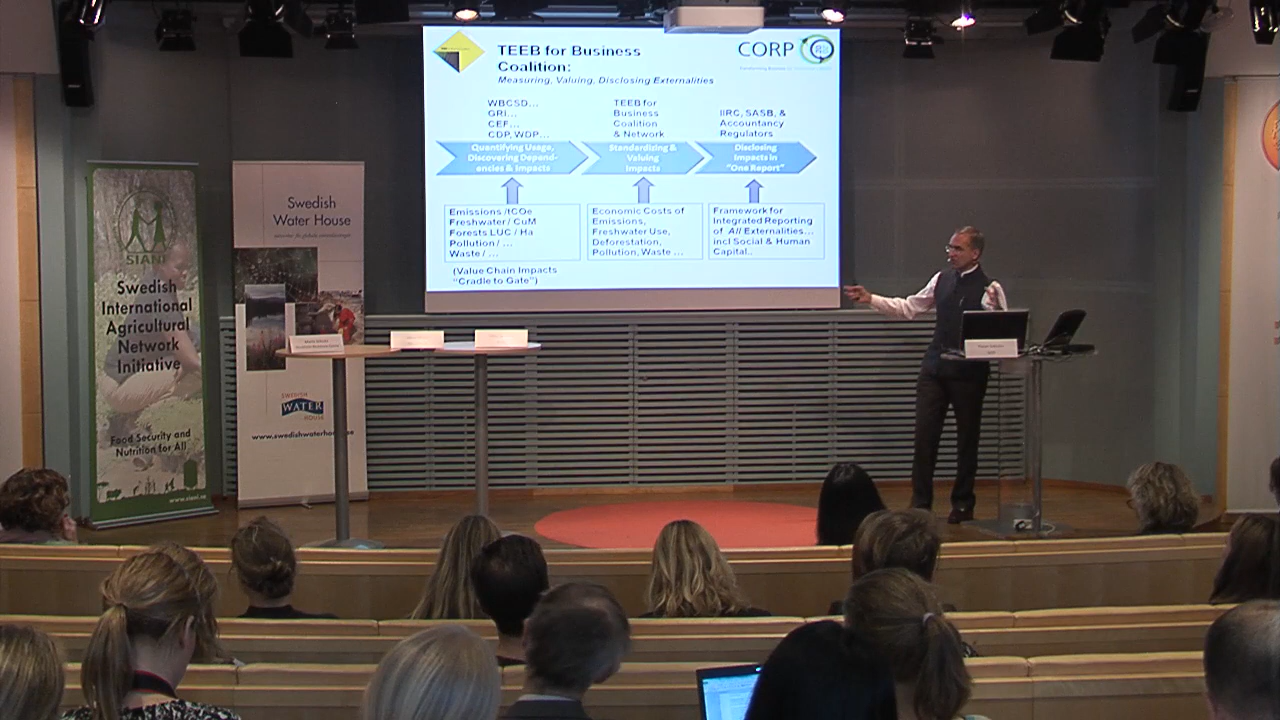 TEEB for Business
Coalition:
Measuring, Valuing, Disclosing Externalities
CORP
WBCSD…
GRI…
CEF…
CDP, WDP…
TEEB for
Business
Coalition
& Network
IIRC, SASB, &
Accountancy
Regulators
Quantifying Usage,
Discovering Depend-
encies & Impacts
Standardizing &
Valuing
Impacts
Disclosing
Impacts in
"One Report"
Emissions /tCOe
Freshwater / CuM
Forests LUC / Ha
Pollution / …
Waste / …
Economic Costs of
Emissions,
Freshwater Use,
Deforestation,
Pollution, Waste …
Framework for
Integrated Reporting
of All Externalities…
incl Social & Human
Capital..
(Value Chain Impacts
"Cradle to Gate")
SIANI
Swedish
International
Agricultural
Network
Initiative
Food Security and
Nutrition for All
www.siani.se
Swedish
Water House
SWEDISH
WATER
HOUSE
www.swedishwaterhouse.se